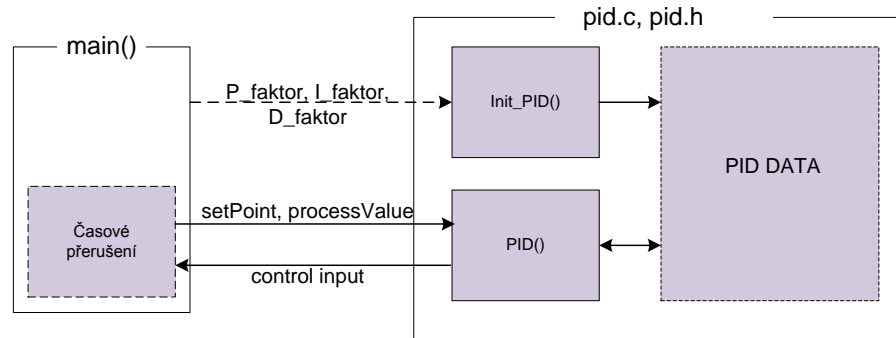 pid.c, pid.h
main()
P_faktor, I_faktor,
D_faktor
Init_PID()
PID DATA
setPoint, processValue
Časové
přerušení
PID()
control input